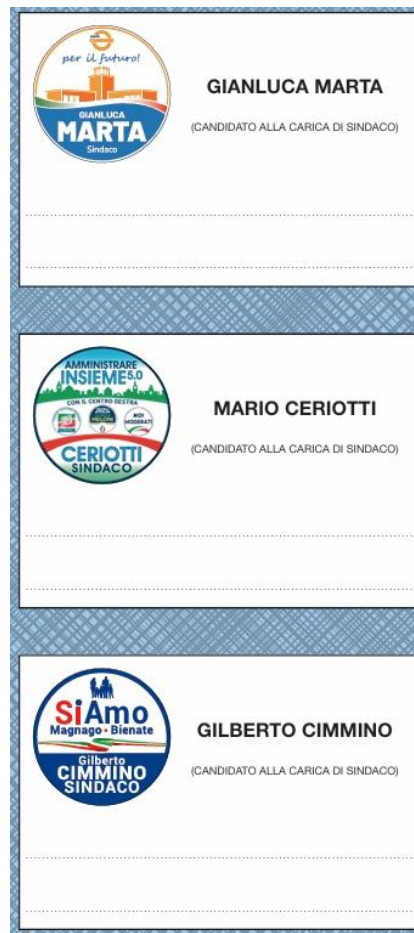 per il futuro!
GIANLUCA
MARTA
Sindaco
GIANLUCA MARTA
(CANDIDATO ALLA CARICA DI SINDACO)
AMMINISTRARE
INSIEME 5.0
CON IL CENTRO DESTRA
MELONI
NOI
MODERATI
CERIOTTI
SINDACO
MARIO CERIOTTI
(CANDIDATO ALLA CARICA DI SINDACO)
SiAmo
Magnago • Bienate
Gilberto
CIMMINO
SINDACO
GILBERTO CIMMINO
(CANDIDATO ALLA CARICA DI SINDACO)